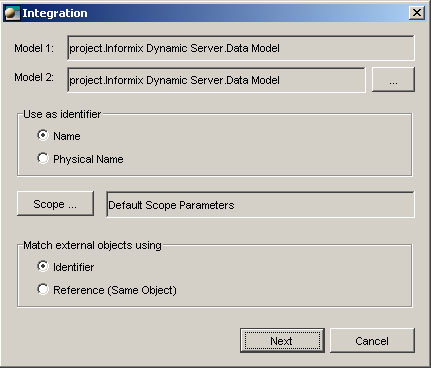 Integration
Model 1: project.Informix Dynamic Server.Data Model
Model 2: project.Informix Dynamic Server.Data Model ...
Use as identifier
Name
Physical Name
Scope ... Default Scope Parameters
Match external objects using
Identifier
Reference (Same Object)
Next Cancel